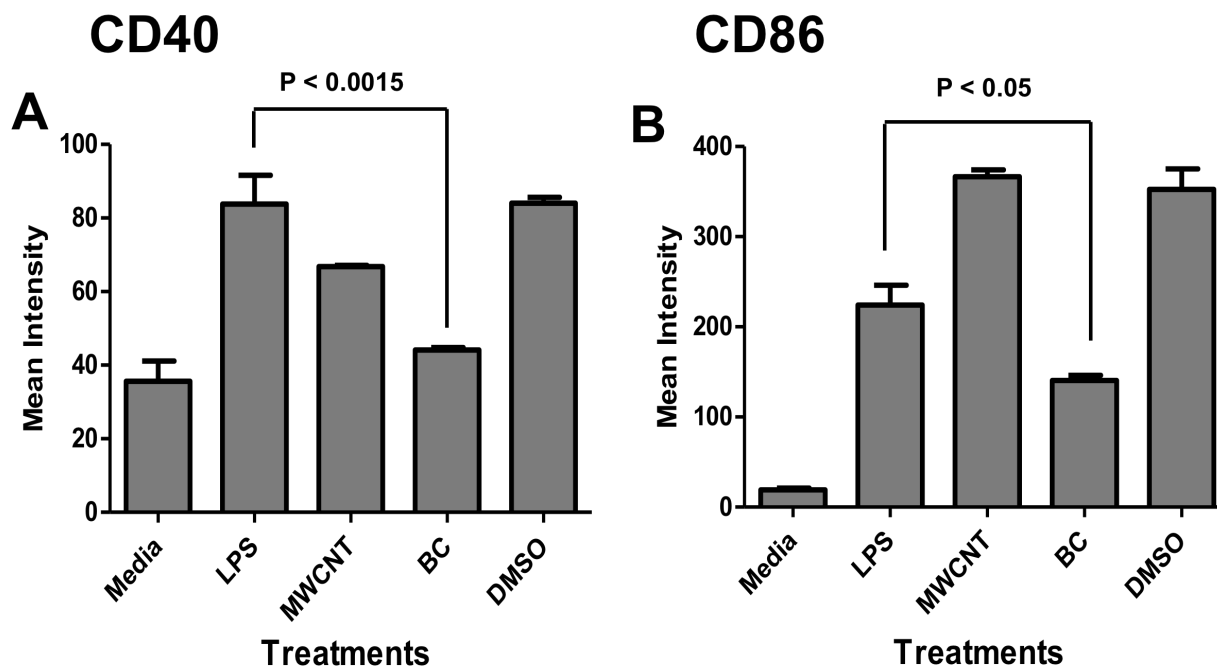 CD40
P < 0.0015
A
100
80
60
40
20
0
Mean Intensity
Media
LPS
MWCNT
BC
DMSO
Treatments
CD86
P < 0.05
B
400
300
200
100
0
Mean Intensity
Media
LPS
MWCNT
BC
DMSO
Treatments